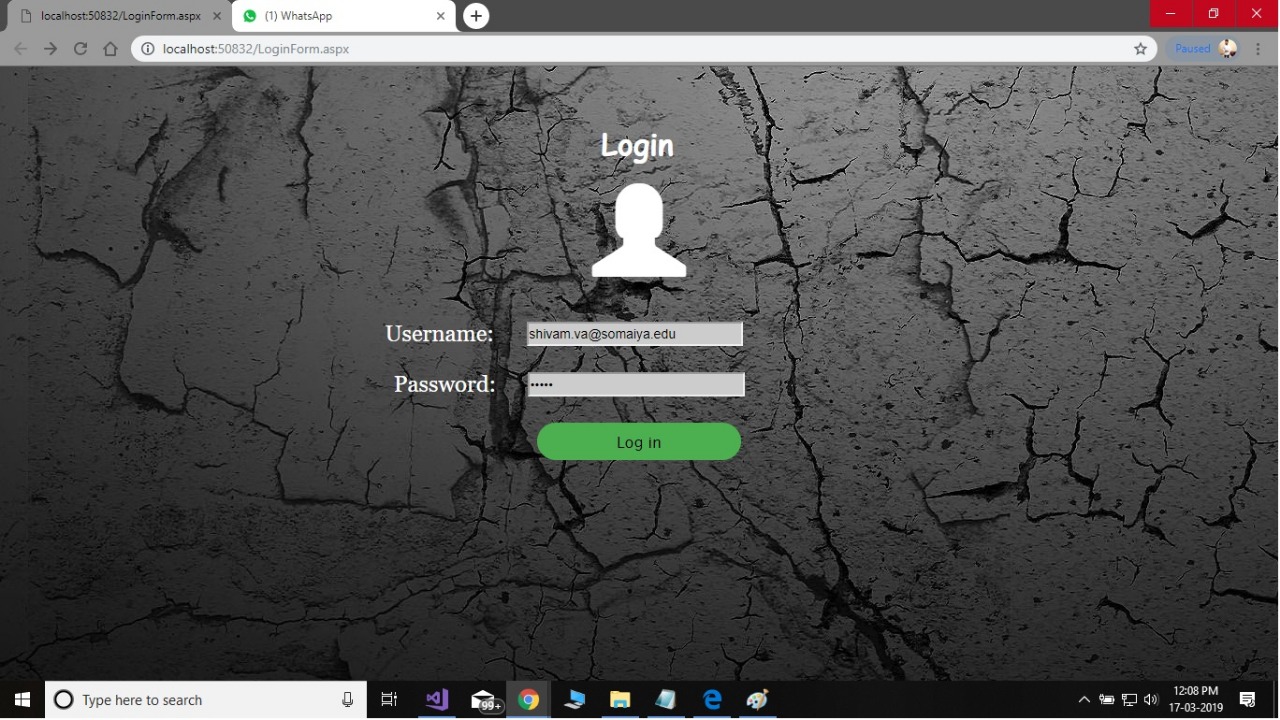 localhost:50832/LoginForm.aspx
(1) WhatsApp
localhost:50832/LoginForm.aspx
Paused
Login
Username:
shivam.va@somaiya.edu
Password:
•••••
Log in
Type here to search
99+
12:08 PM
17-03-2019